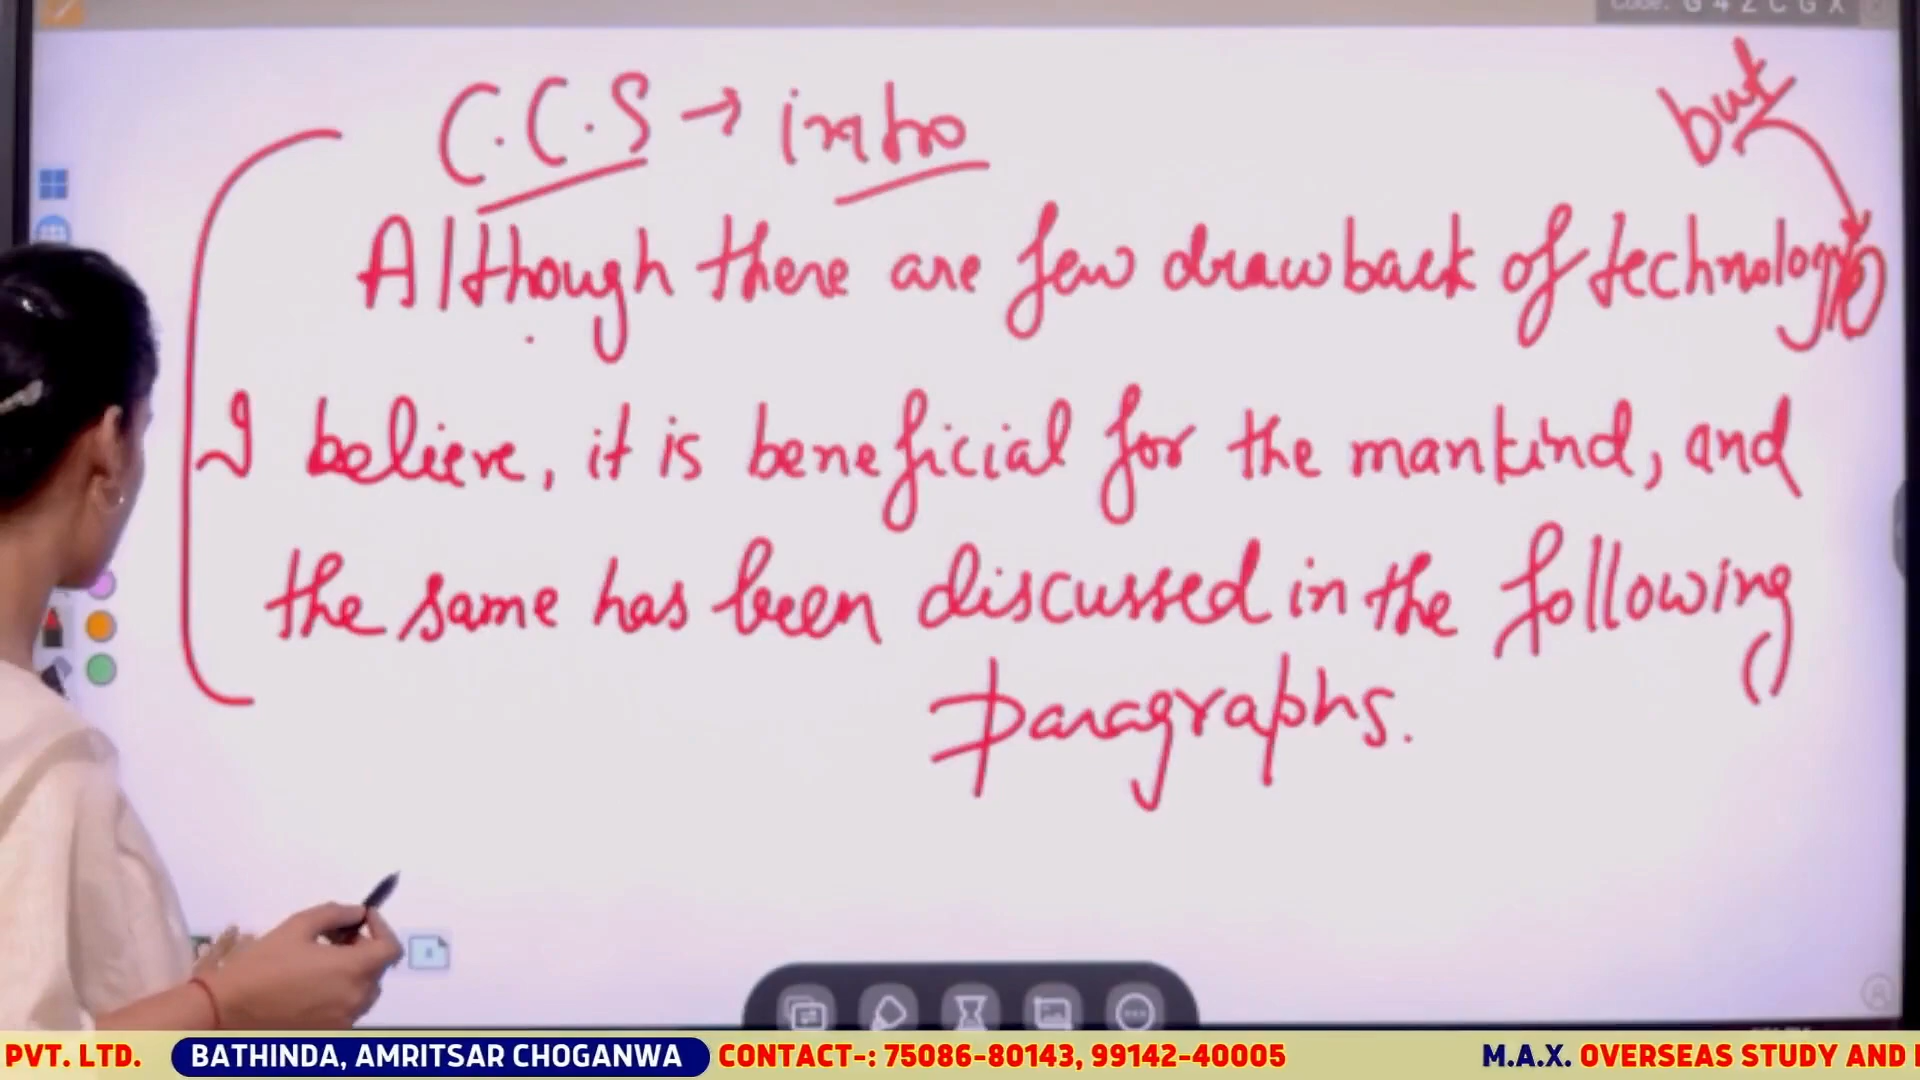 Code: G 4 Z C G X
but
C.C.S → intro
Although there are few drawback of technology
I believe, it is beneficial for the mankind, and
the same has been discussed in the following
paragraphs.
PVT. LTD. BATHINDA, AMRITSAR CHOGANWA CONTACT-: 75086-80143, 99142-40005 M.A.X. OVERSEAS STUDY AND